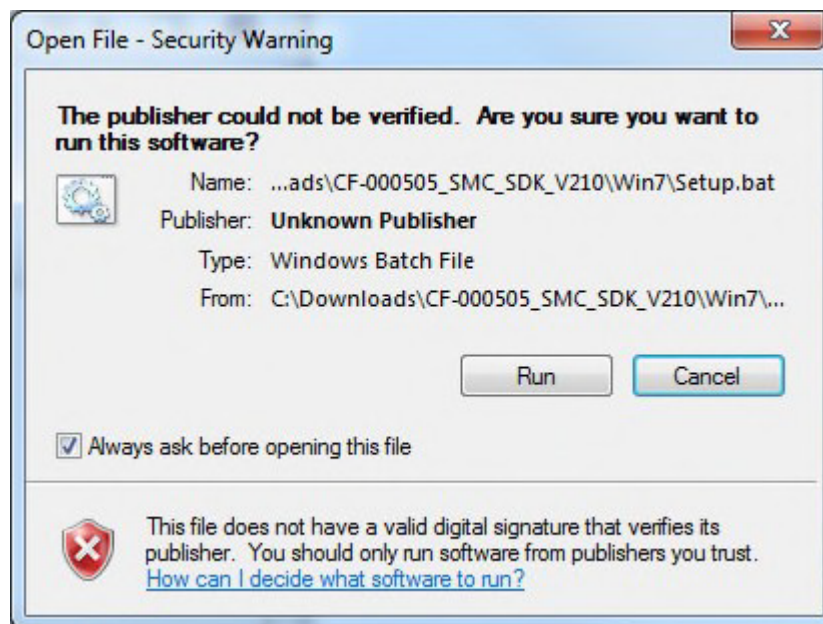 Open File - Security Warning
The publisher could not be verified. Are you sure you want to
run this software?
Name: ...ads\CF-000505_SMC_SDK_V210\Win7\Setup.bat
Publisher: Unknown Publisher
Type: Windows Batch File
From: C:\Downloads\CF-000505_SMC_SDK_V210\Win7\...
Run Cancel
Always ask before opening this file
This file does not have a valid digital signature that verifies its
publisher. You should only run software from publishers you trust.
How can I decide what software to run?